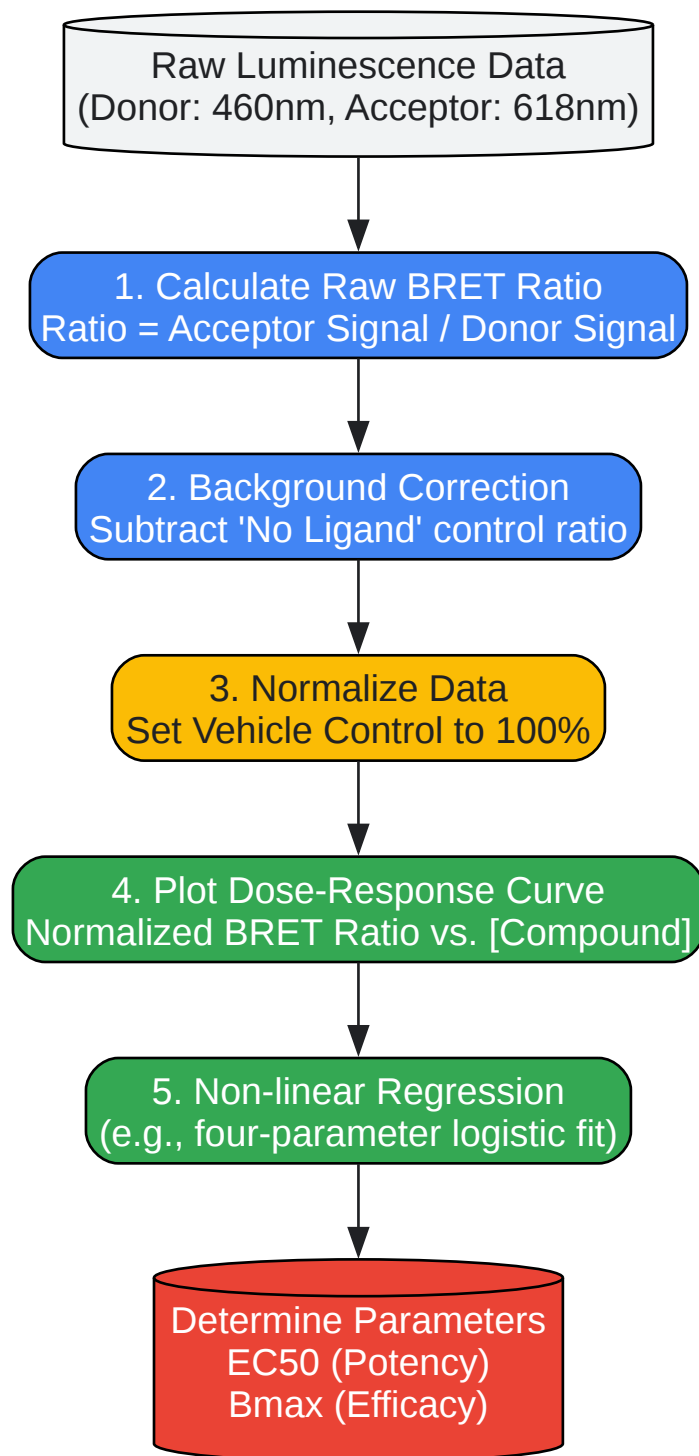 Raw Luminescence Data
(Donor: 460nm, Acceptor: 618nm)
1. Calculate Raw BRET Ratio
Ratio = Acceptor Signal / Donor Signal
2. Background Correction
Subtract 'No Ligand' control ratio
3. Normalize Data
Set Vehicle Control to 100%
4. Plot Dose-Response Curve
Normalized BRET Ratio vs. [Compound]
5. Non-linear Regression
(e.g., four-parameter logistic fit)
Determine Parameters
EC50 (Potency)
Bmax (Efficacy)